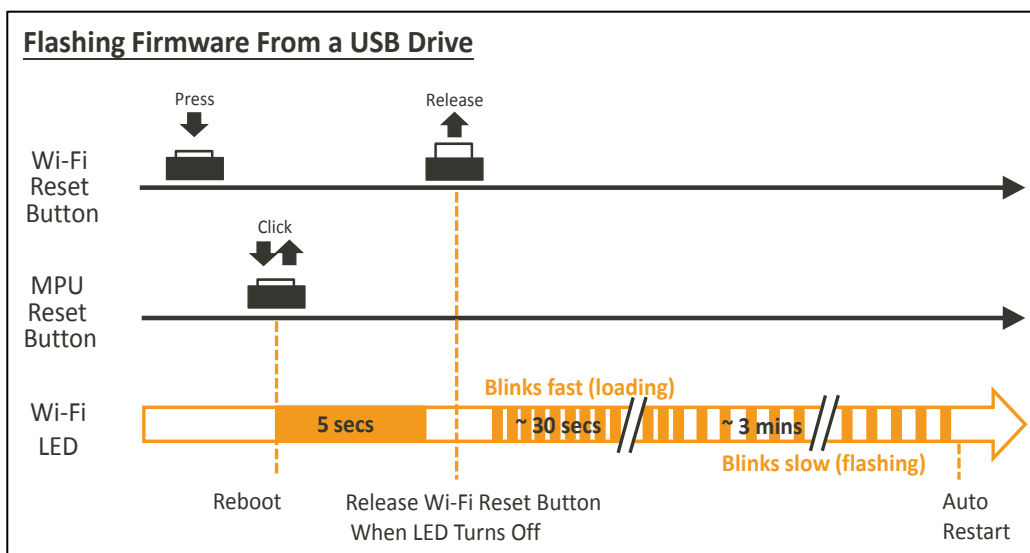 Flashing Firmware From a USB Drive
Press
Release
Wi-Fi
Reset
Button
Click
MPU
Reset
Button
Blinks fast (loading)
Wi-Fi
LED
5 secs
~ 30 secs
~ 3 mins
Blinks slow (flashing)
Reboot
Release Wi-Fi Reset Button
When LED Turns Off
Auto
Restart